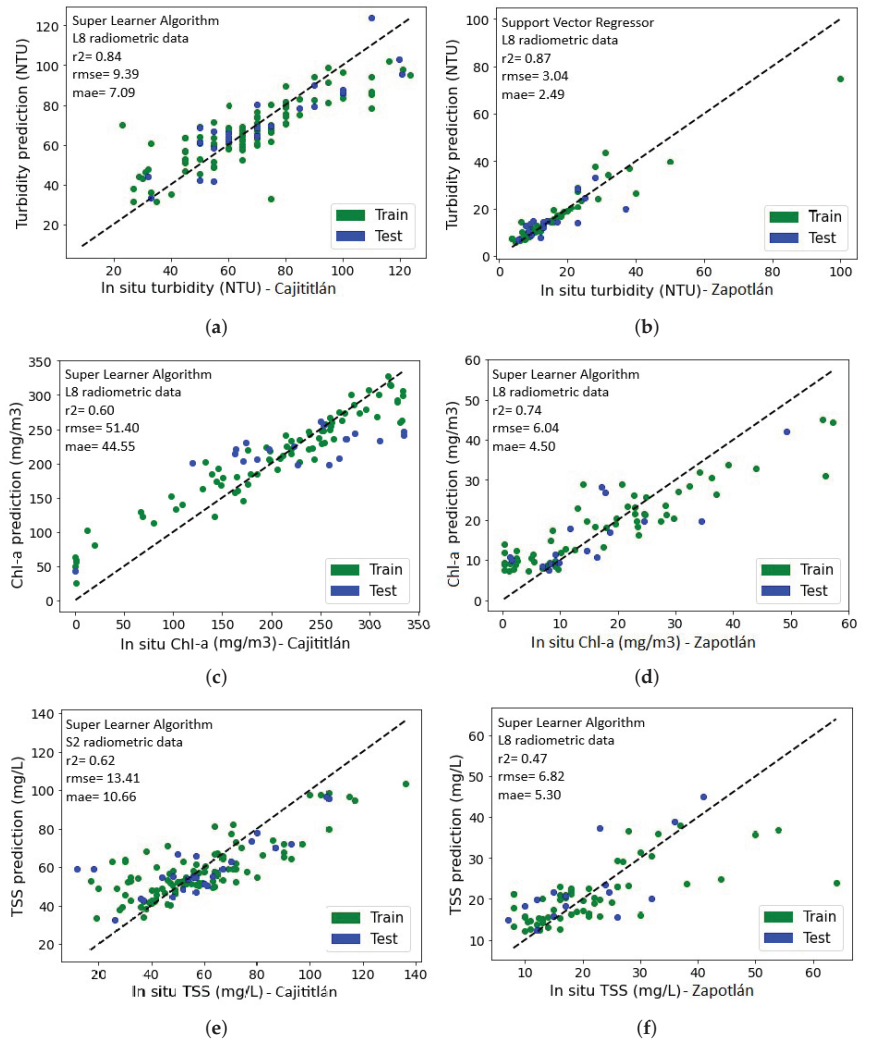 Super Learner Algorithm
L8 radiometric data
r2= 0.84
rmse= 9.39
mae= 7.09
Turbidity prediction (NTU)
120
100
80
60
40
20
20
40
60
80
100
120
Train
Test
In situ turbidity (NTU) - Cajititlán
(a)
Support Vector Regressor
L8 radiometric data
r2= 0.87
rmse= 3.04
mae= 2.49
Turbidity prediction (NTU)
100
80
60
40
20
0
0
20
40
60
80
100
Train
Test
In situ turbidity (NTU) - Zapotlán
(b)
Super Learner Algorithm
L8 radiometric data
r2= 0.60
rmse= 51.40
mae= 44.55
Chl-a prediction (mg/m3)
350
300
250
200
150
100
50
0
0
50
100
150
200
250
300
350
Train
Test
In situ Chl-a (mg/m3) - Cajititlán
(c)
Super Learner Algorithm
L8 radiometric data
r2= 0.74
rmse= 6.04
mae= 4.50
Chl-a prediction (mg/m3)
60
50
40
30
20
10
0
0
10
20
30
40
50
60
Train
Test
In situ Chl-a (mg/m3) - Zapotlán
(d)
Super Learner Algorithm
S2 radiometric data
r2= 0.62
rmse= 13.41
mae= 10.66
TSS prediction (mg/L)
140
120
100
80
60
40
20
20
40
60
80
100
120
140
Train
Test
In situ TSS (mg/L) - Cajititlán
(e)
Super Learner Algorithm
L8 radiometric data
r2= 0.47
rmse= 6.82
mae= 5.30
TSS prediction (mg/L)
60
50
40
30
20
10
10
20
30
40
50
60
Train
Test
In situ TSS (mg/L) - Zapotlán
(f)